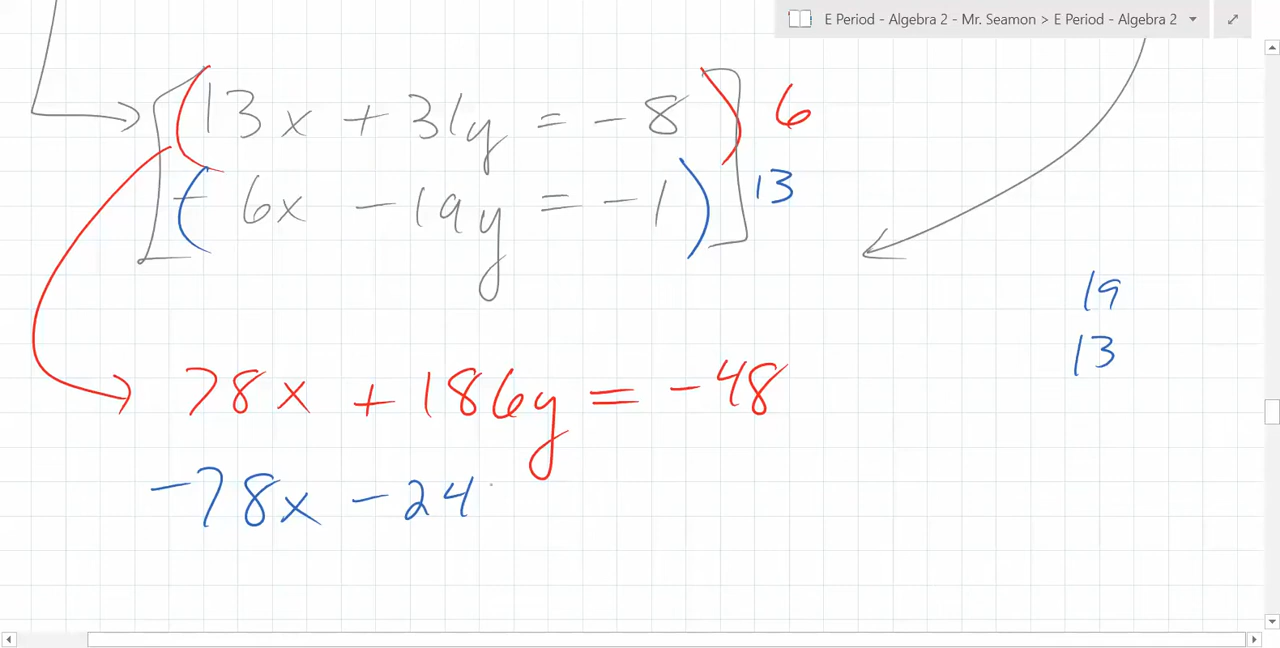 E Period - Algebra 2 - Mr. Seamon > E Period - Algebra 2
13x + 31y = -8 6
- 6x - 19y = -1 13
19
13
78x + 186y = -48
-78x - 24